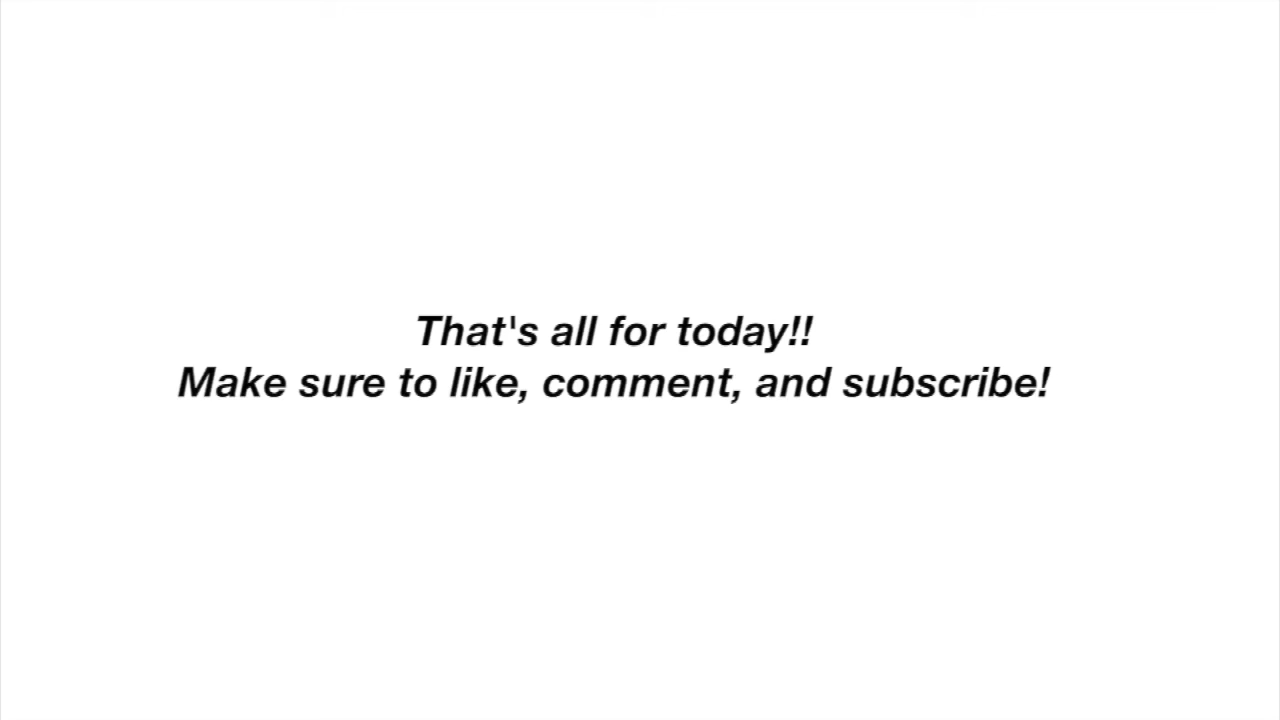 That's all for today!!
Make sure to like, comment, and subscribe!